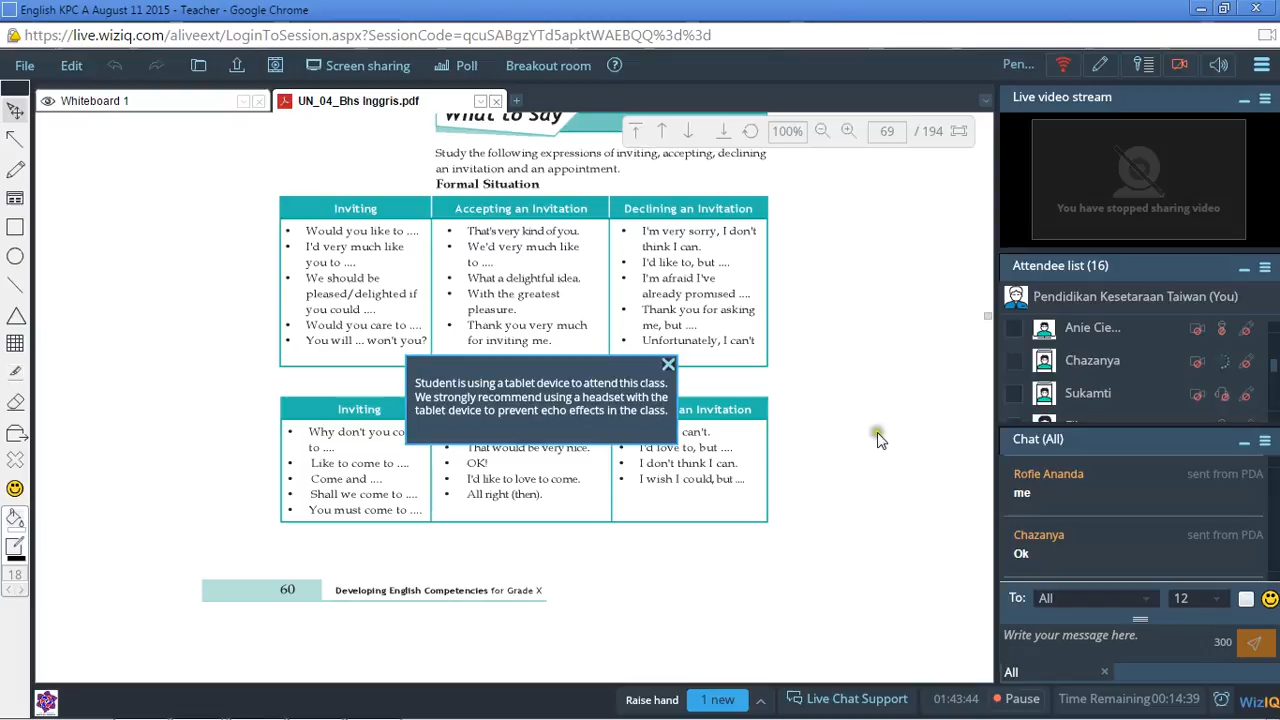 English KPC A August 11 2015 - Teacher - Google Chrome
https://live.wiziq.com/aliveext/LoginToSession.aspx?SessionCode=qcuSABgzYTd5apktWAEBQQ%3d%3d
File Edit Screen sharing Poll Breakout room ? Pen...
Whiteboard 1 UN_04_Bhs Inggris.pdf +
What to Say
100% 69 / 194
Study the following expressions of inviting, accepting, declining
an invitation and an appointment.
Formal Situation
Inviting
• Would you like to ....
• I'd very much like
you to ....
• We should be
pleased/delighted if
you could ....
• Would you care to ....
• You will ... won't you?
Accepting an Invitation
• That's very kind of you.
• We'd very much like
to ....
• What a delightful idea.
• With the greatest
pleasure.
• Thank you very much
for inviting me.
Declining an Invitation
• I'm very sorry, I don't
think I can.
• I'd like to, but ....
• I'm afraid I've
already promised ....
• Thank you for asking
me, but ....
• Unfortunately, I can't
Student is using a tablet device to attend this class.
We strongly recommend using a headset with the
tablet device to prevent echo effects in the class.
Inviting
• Why don't you co
to ....
• Like to come to ....
• Come and ....
• Shall we come to ....
• You must come to ....
• That would be very nice.
• OK!
• I'd like to love to come.
• All right (then).
an Invitation
can't.
• I'd love to, but ....
• I don't think I can.
• I wish I could, but ....
60 Developing English Competencies for Grade X
18
Live video stream
You have stopped sharing video
Attendee list (16)
Pendidikan Kesetaraan Taiwan (You)
Anie Cie...
Chazanya
Sukamti
Chat (All)
Rofie Ananda sent from PDA
me
Chazanya sent from PDA
Ok
To: All 12
Write your message here. 300
All
Raise hand 1 new Live Chat Support 01:43:44 Pause Time Remaining 00:14:39 WizIQ